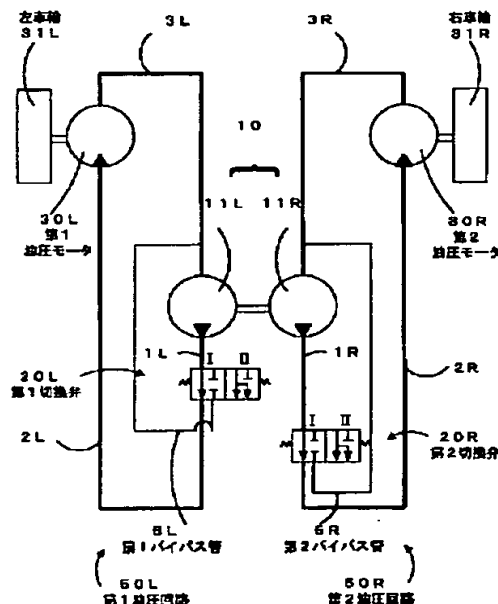 左車輪
31L
3L
3R
右車輪
31R
10
30L
第1
油圧モータ
11L
11R
30R
第2
油圧モータ
1L
I
II
1R
20L
第1切換弁
2L
2R
I
II
20R
第2切換弁
5L
第1バイパス管
5R
第2バイパス管
50L
第1油圧回路
50R
第2油圧回路